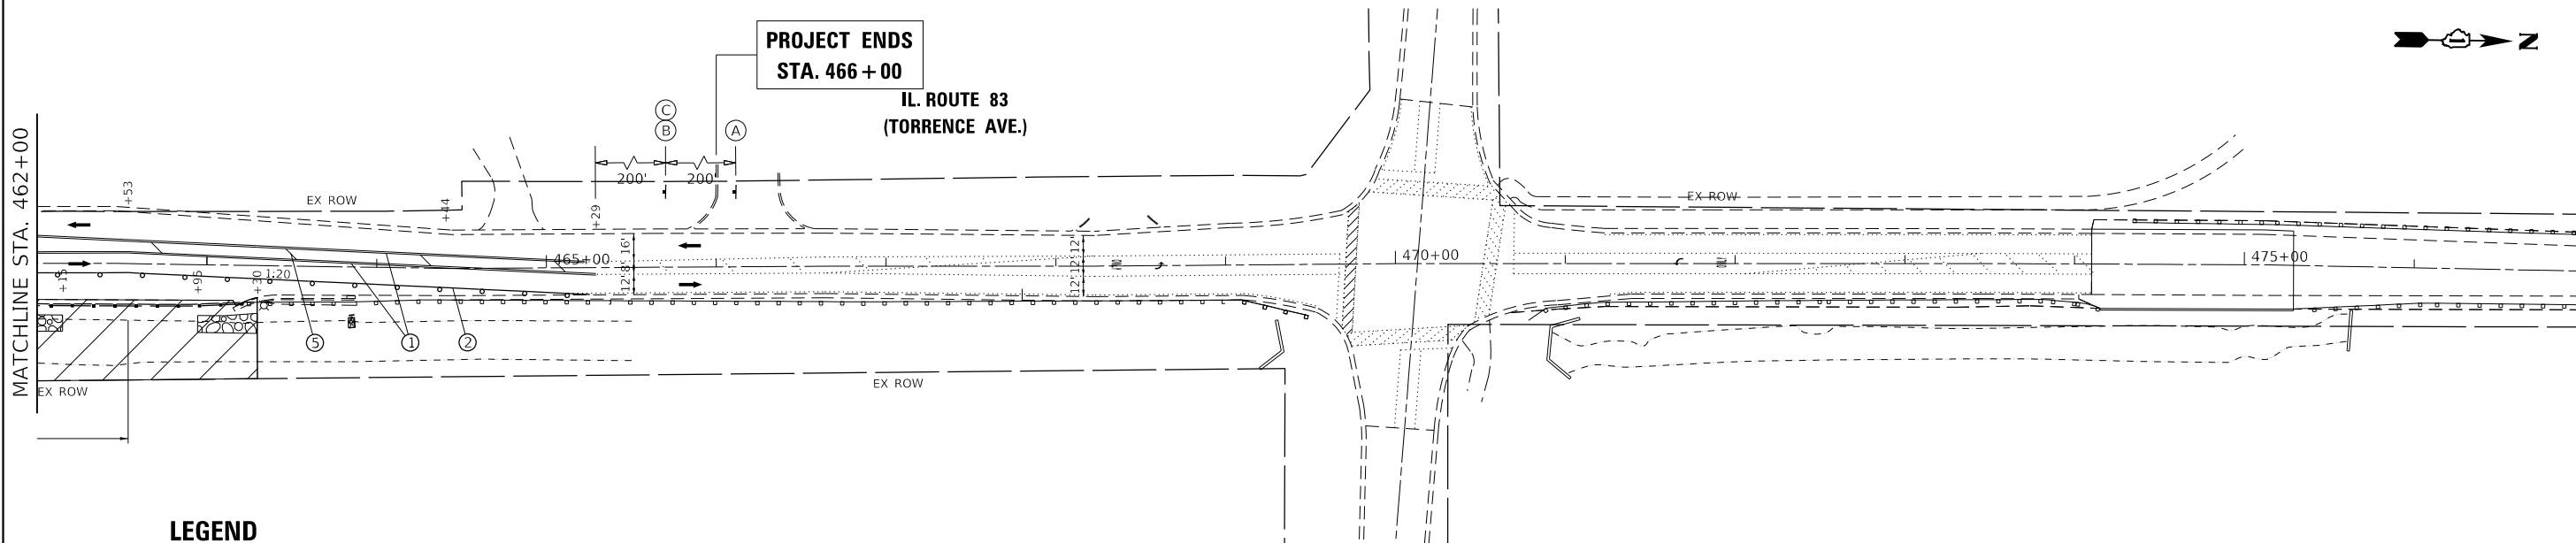 PROJECT ENDS
STA. 466+00
IL. ROUTE 83
(TORRENCE AVE.)
N
C
B
A
MATCHLINE STA. 462+00
+53
EX ROW
+44
+29
200'
200'
EX ROW
16'
8'
12'
12'
12'
12'
12'
465+00
470+00
475+00
+15
+95
+30
1:20
5
1
2
EX ROW
EX ROW
LEGEND